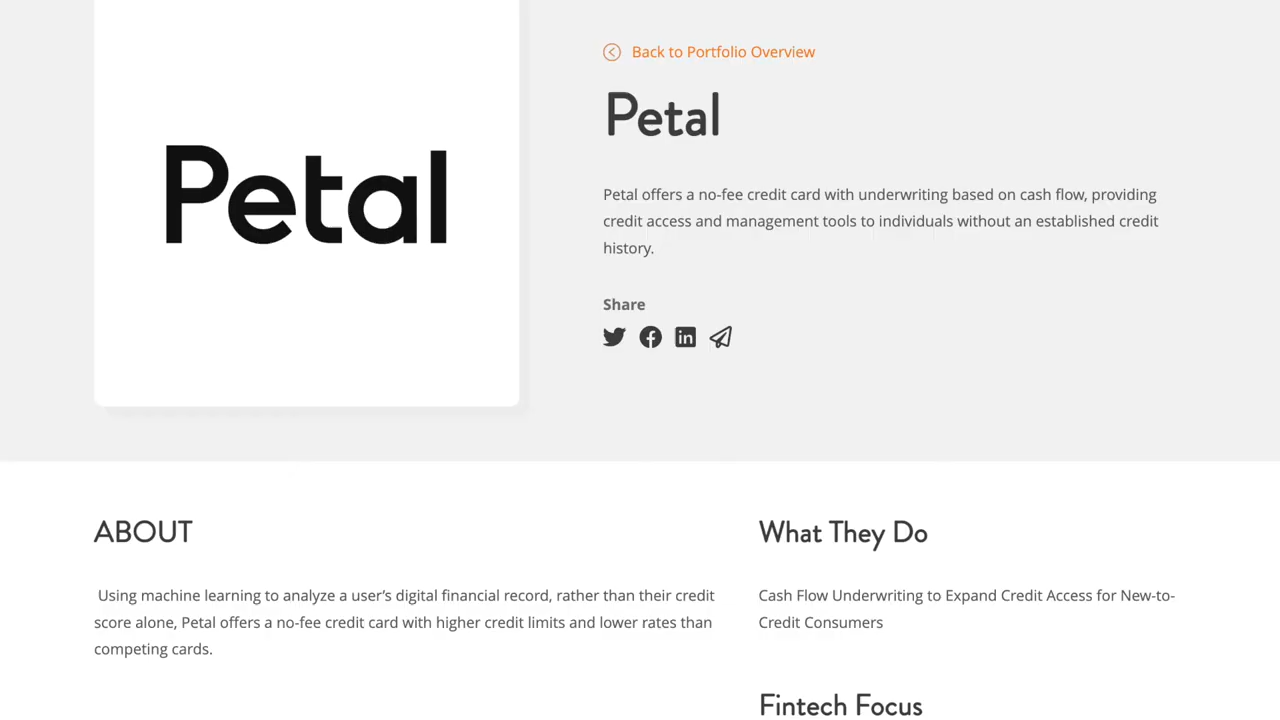 Back to Portfolio Overview
Petal
Petal
Petal offers a no-fee credit card with underwriting based on cash flow, providing
credit access and management tools to individuals without an established credit
history.
Share
ABOUT
Using machine learning to analyze a user’s digital financial record, rather than their credit
score alone, Petal offers a no-fee credit card with higher credit limits and lower rates than
competing cards.
What They Do
Cash Flow Underwriting to Expand Credit Access for New-to-
Credit Consumers
Fintech Focus